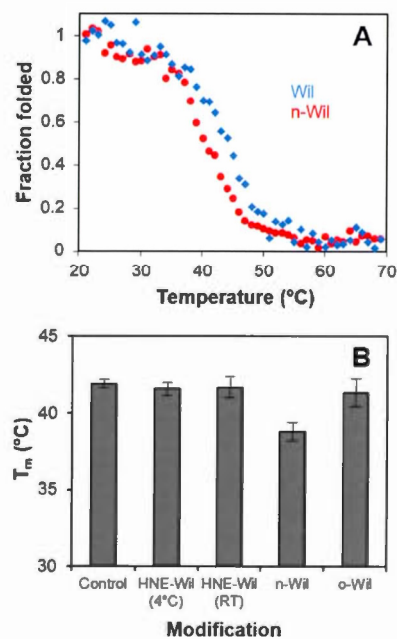 A
1
0.8
0.6
0.4
0.2
0
Fraction folded
Wil
n-Wil
20 30 40 50 60 70
Temperature (ºC)
B
45
40
35
30
Tm (°C)
Control HNE-Wil HNE-Wil n-Wil o-Wil
(4°C) (RT)
Modification